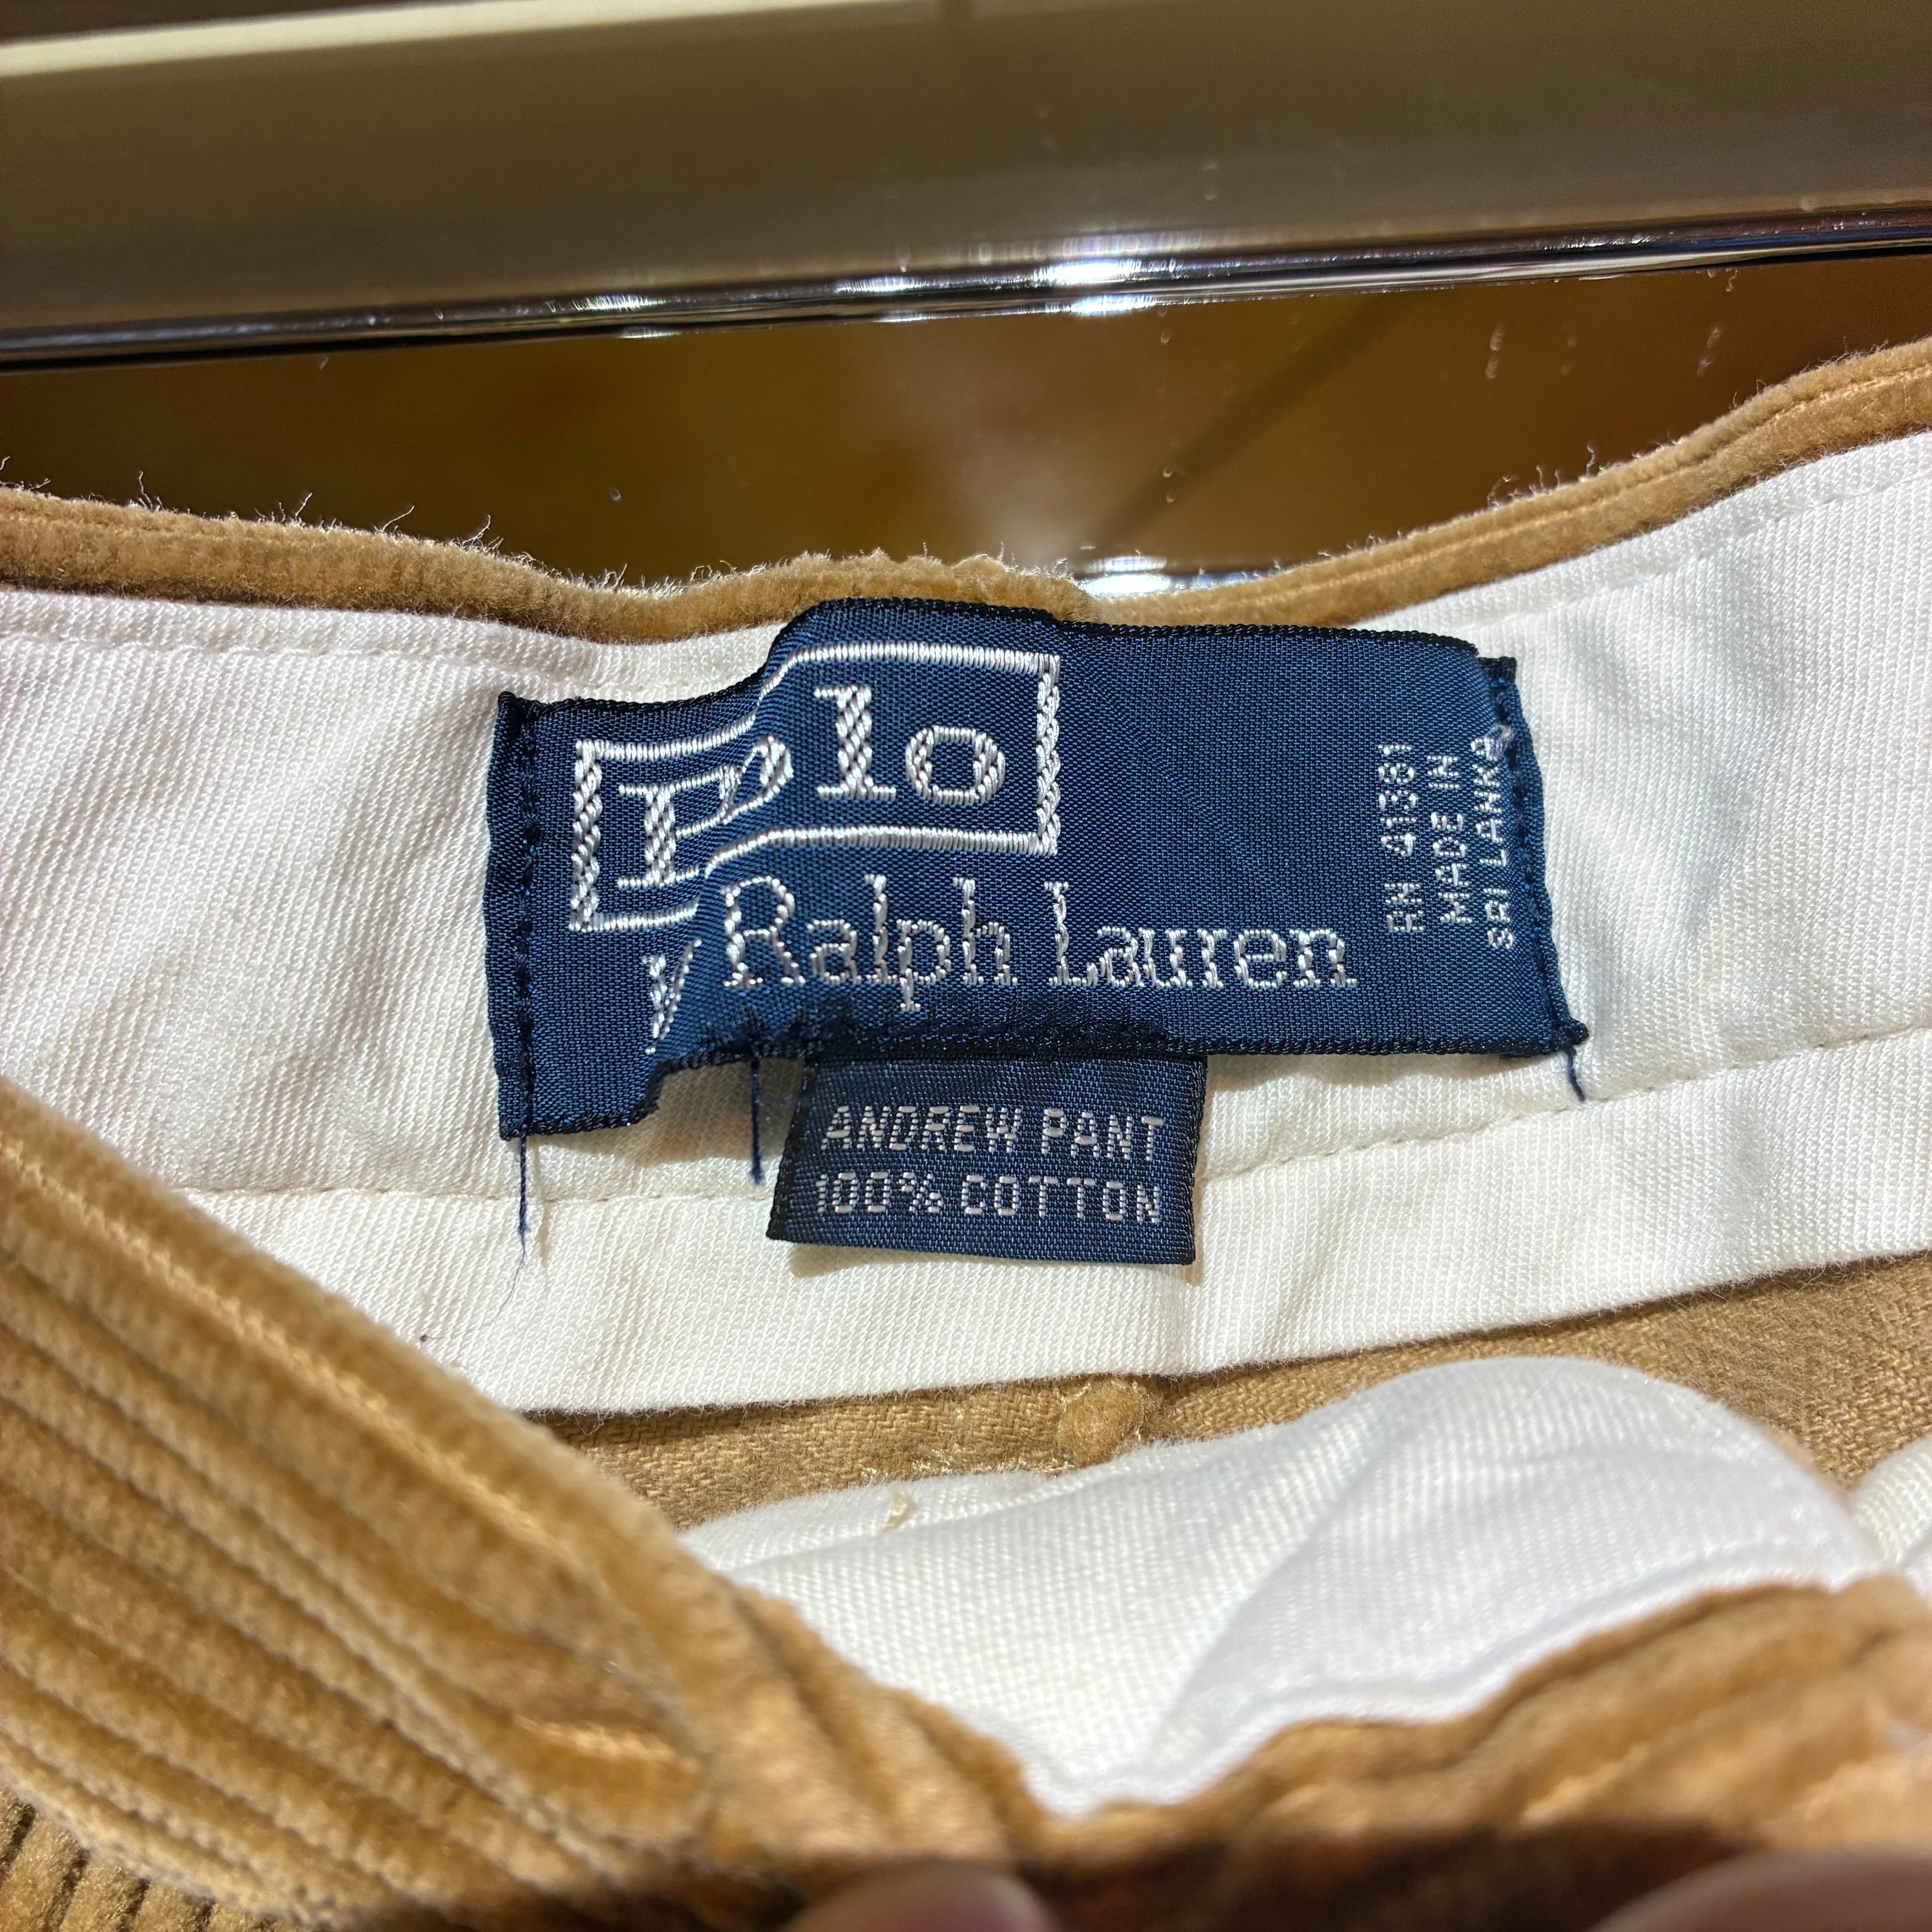 Polo
by Ralph Lauren
RN 41381
MADE IN
SRI LANKA
ANDREW PANT
100% COTTON